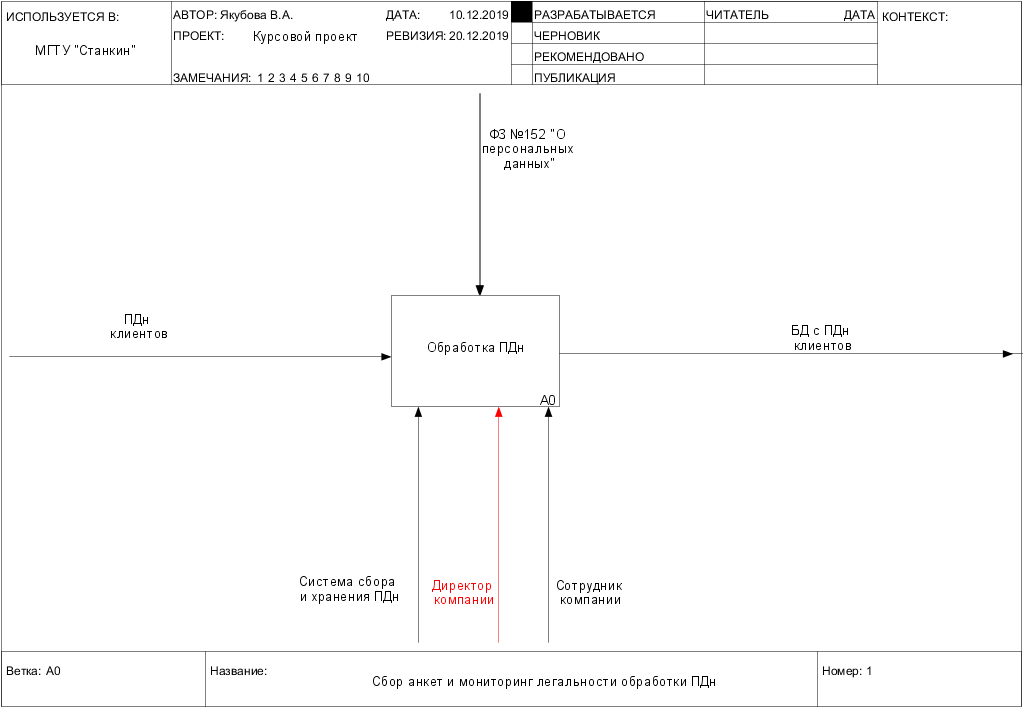 ИСПОЛЬЗУЕТСЯ В:
МГТУ "Станкин"
АВТОР: Якубова В.А.
ДАТА: 10.12.2019
ПРОЕКТ: Курсовой проект
РЕВИЗИЯ: 20.12.2019
ЗАМЕЧАНИЯ: 1 2 3 4 5 6 7 8 9 10
РАЗРАБАТЫВАЕТСЯ
ЧЕРНОВИК
РЕКОМЕНДОВАНО
ПУБЛИКАЦИЯ
ЧИТАТЕЛЬ ДАТА
КОНТЕКСТ:
ФЗ №152 "О
персональных
данных"
ПДн
клиентов
Обработка ПДн
A0
БД с ПДн
клиентов
Система сбора
и хранения ПДн
Директор
компании
Сотрудник
компании
Ветка: A0
Название:
Сбор анкет и мониторинг легальности обработки ПДн
Номер: 1